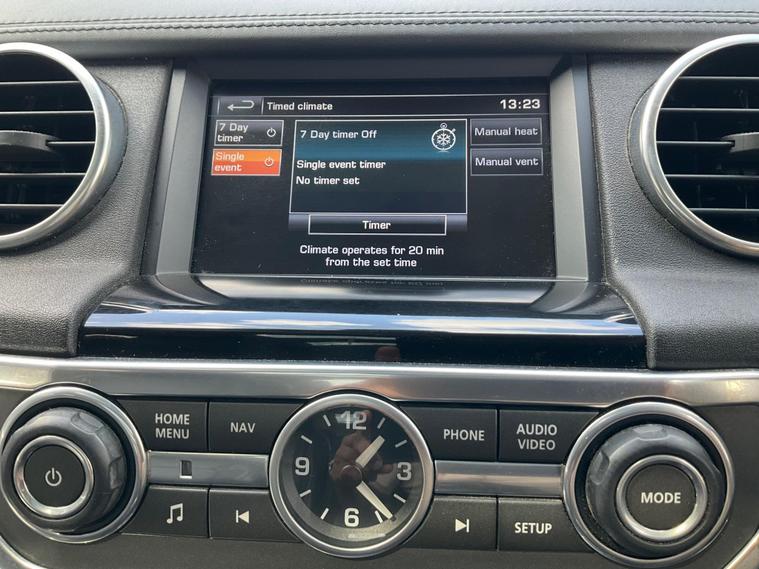 Timed climate
13:23
7 Day
timer
Single
event
7 Day timer Off
Single event timer
No timer set
Manual heat
Manual vent
Timer
Climate operates for 20 min
from the set time
HOME
MENU
NAV
12
3
6
9
PHONE
AUDIO
VIDEO
MODE
SETUP